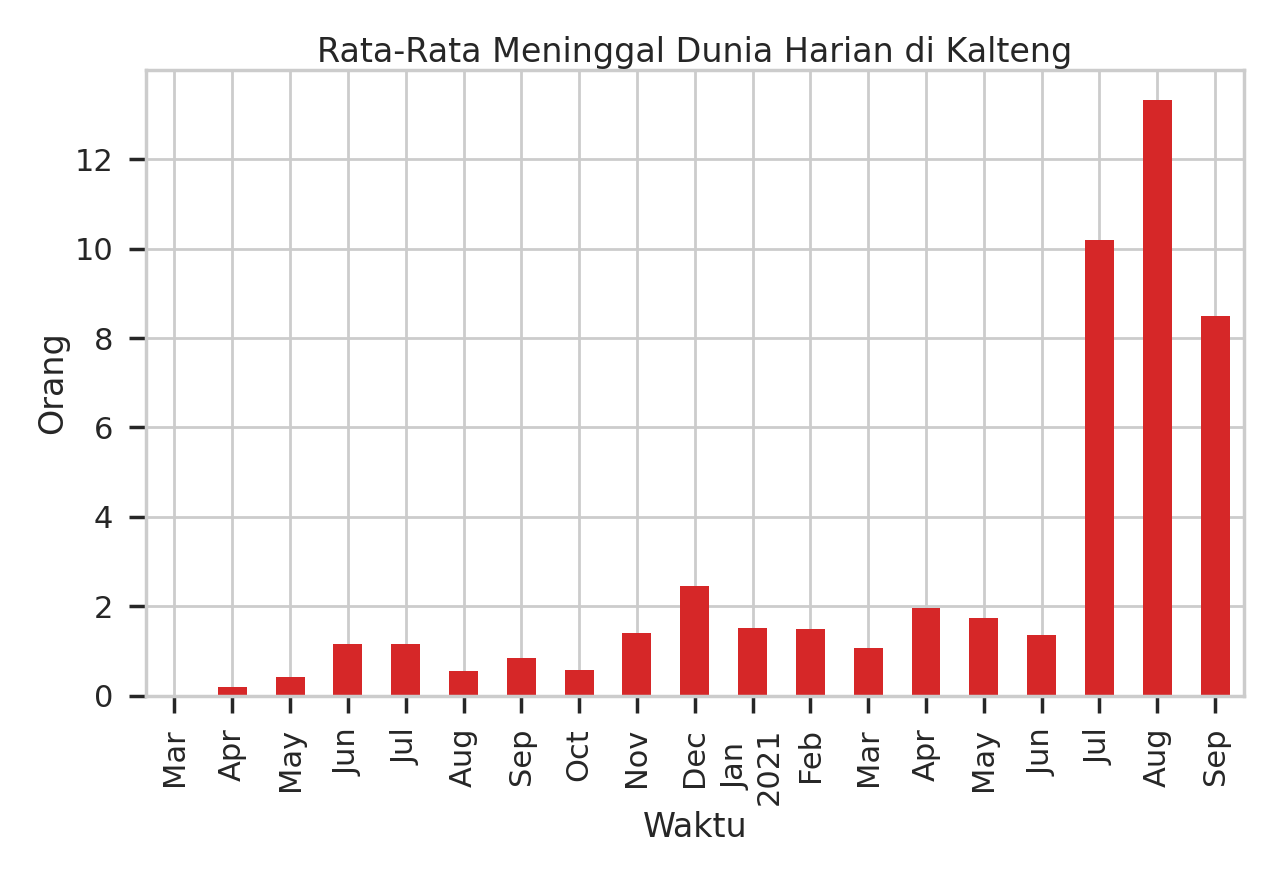 Rata-Rata Meninggal Dunia Harian di Kalteng
12
10
8
6
4
2
0
Orang
Mar
Apr
May
Jun
Jul
Aug
Sep
Oct
Nov
Dec
Jan
2021
Feb
Mar
Apr
May
Jun
Jul
Aug
Sep
Waktu